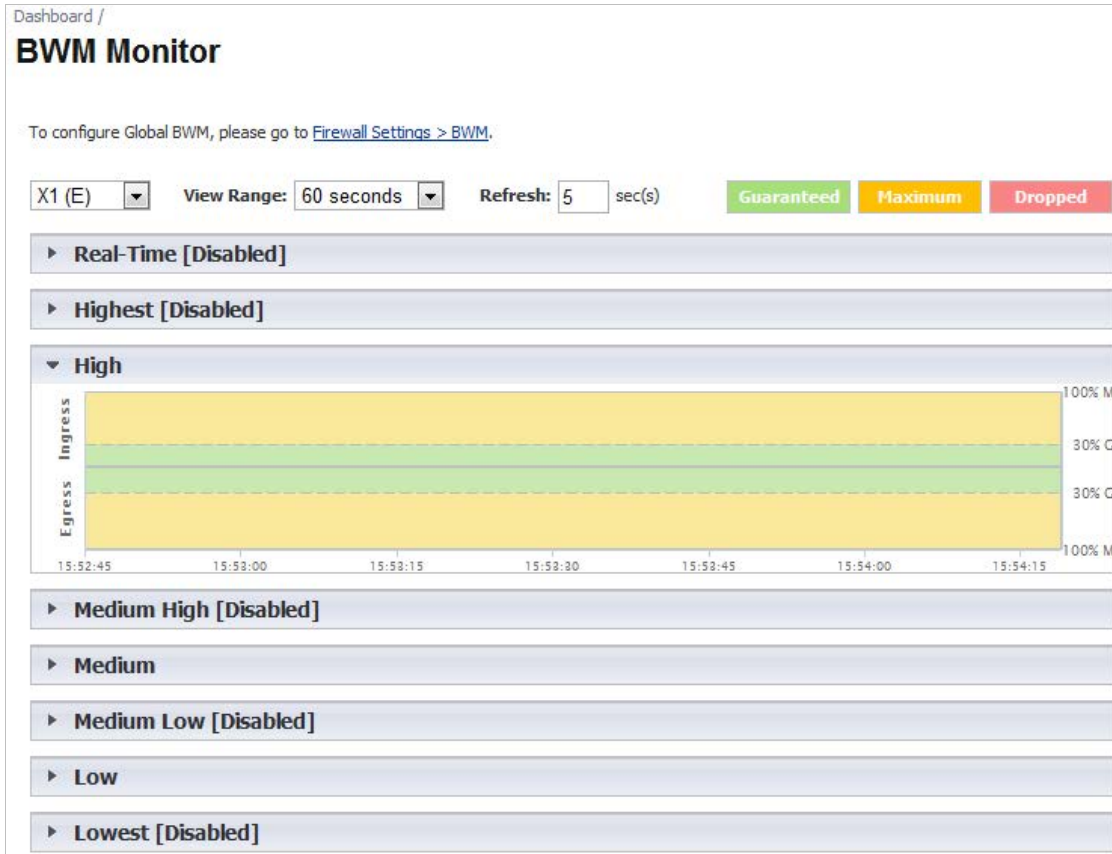 Dashboard /
BWM Monitor
To configure Global BWM, please go to Firewall Settings > BWM.
X1 (E) View Range: 60 seconds Refresh: 5 sec(s) Guaranteed Maximum Dropped
Real-Time [Disabled]
Highest [Disabled]
High
Ingress
Egress
100% M
30% G
30% G
100% M
15:52:45 15:53:00 15:53:15 15:53:30 15:53:45 15:54:00 15:54:15
Medium High [Disabled]
Medium
Medium Low [Disabled]
Low
Lowest [Disabled]